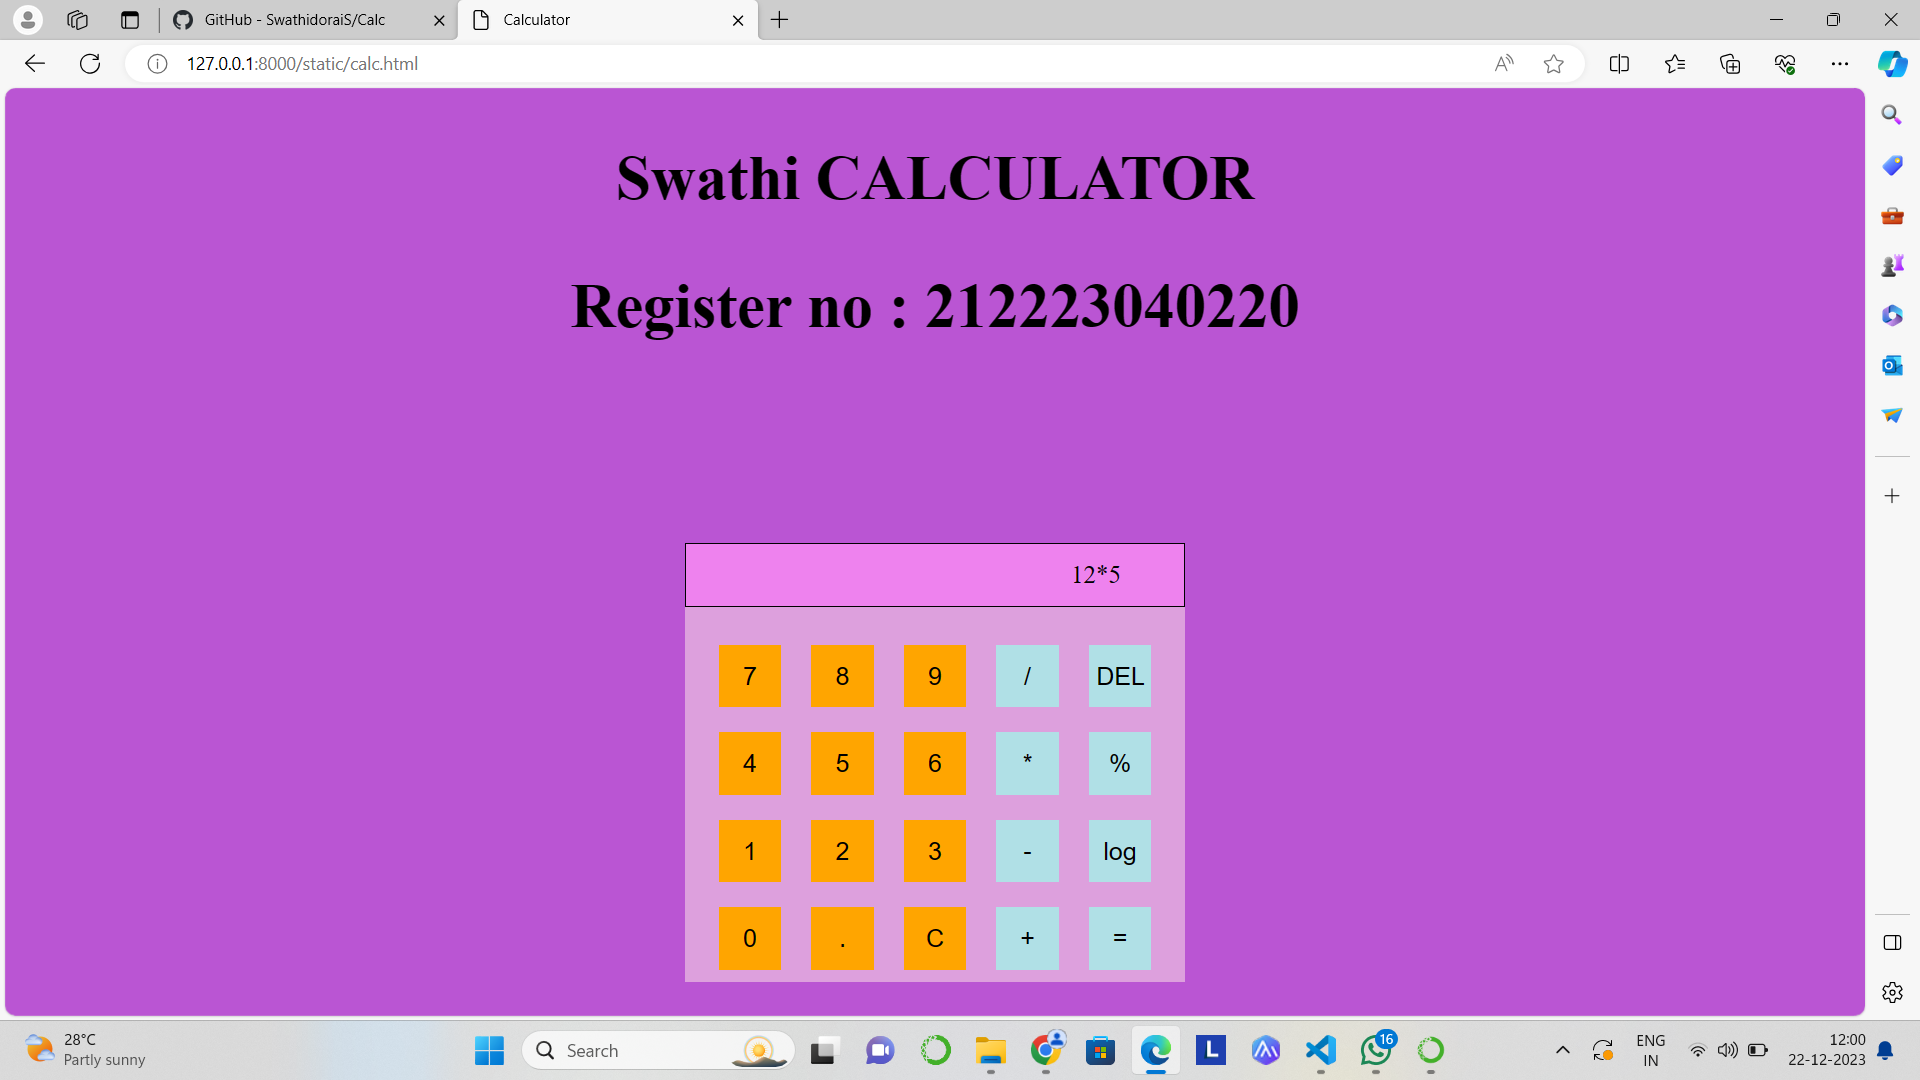 GitHub - SwathidoraiS/Calc
Calculator
127.0.0.1:8000/static/calc.html
Swathi CALCULATOR
Register no : 212223040220
12*5
7 8 9 / DEL
4 5 6 * %
1 2 3 - log
0 . C + =
28°C
Partly sunny
Search
L
16
ENG
IN
12:00
22-12-2023